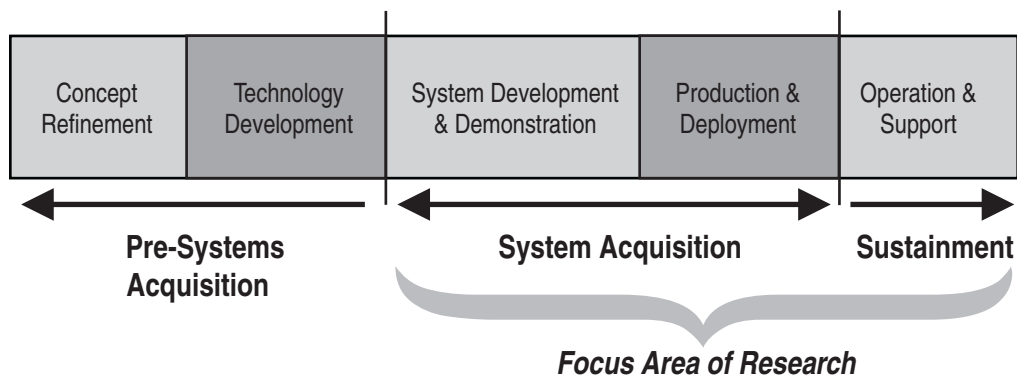 Concept
Refinement
Technology
Development
System Development
& Demonstration
Production &
Deployment
Operation &
Support
Pre-Systems
Acquisition
System Acquisition
Sustainment
Focus Area of Research